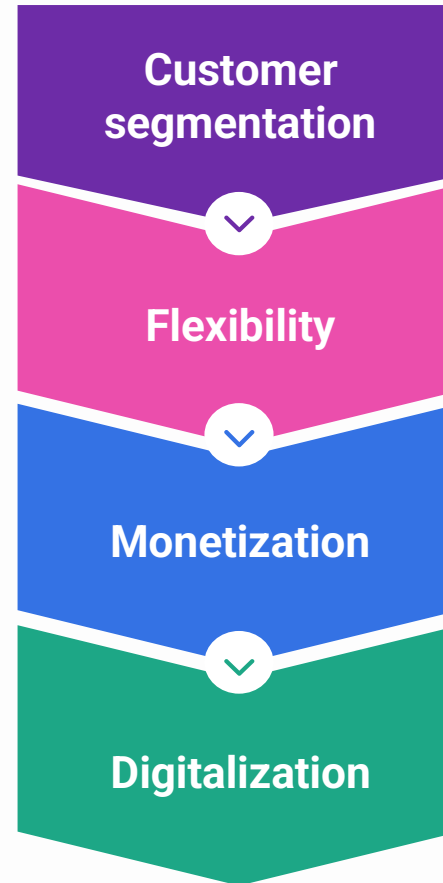 Customer
segmentation
Flexibility
Monetization
Digitalization